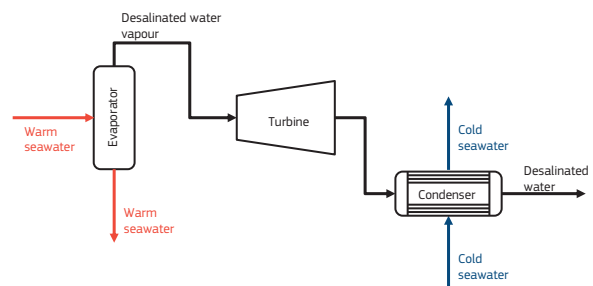 Desalinated water
vapour
Evaporator
Warm
seawater
Warm
seawater
Turbine
Cold
seawater
Condenser
Desalinated
water
Cold
seawater